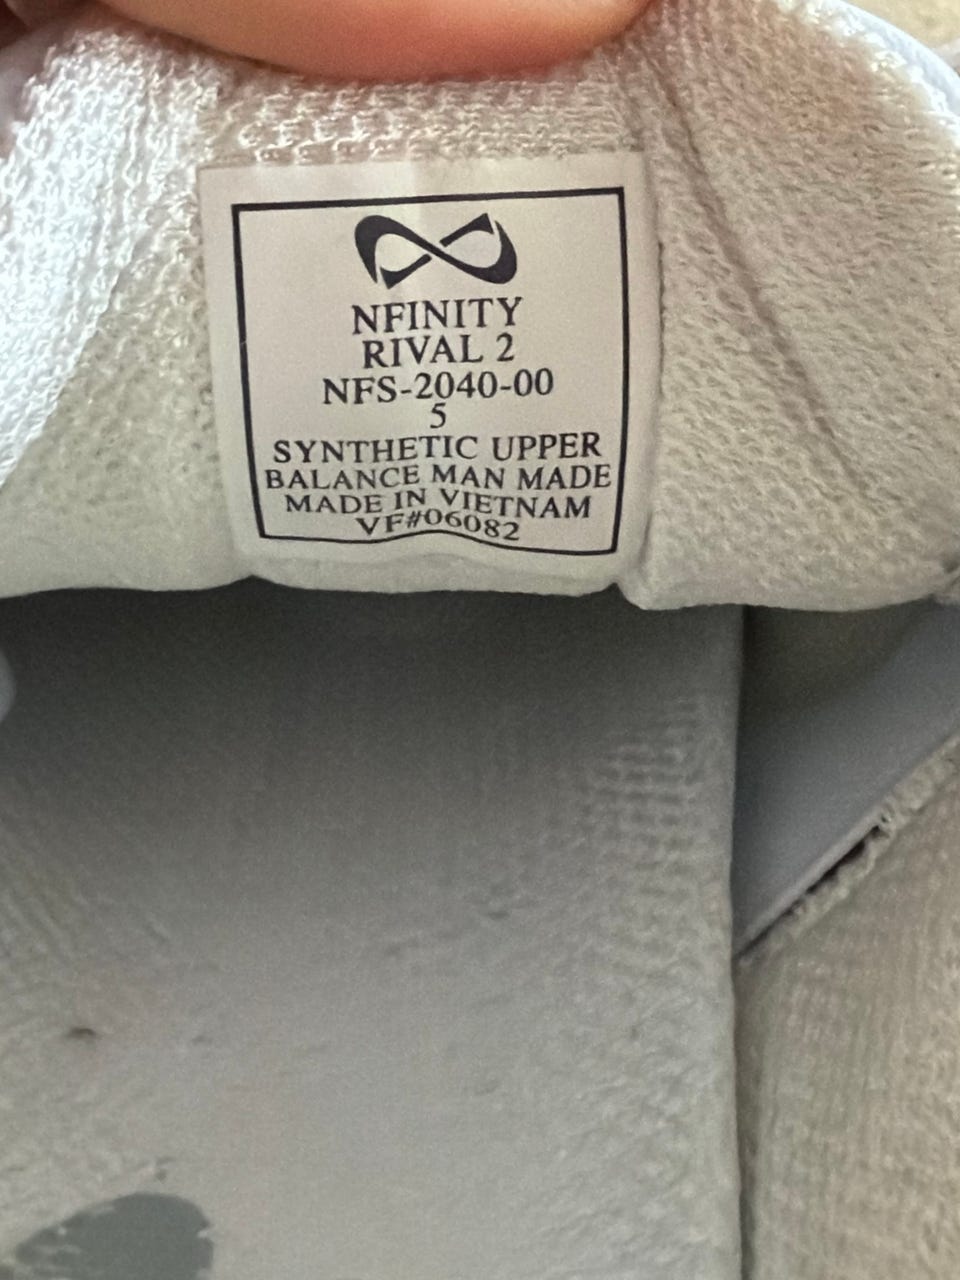 NFINITY
RIVAL 2
NFS-2040-00
5
SYNTHETIC UPPER
BALANCE MAN MADE
MADE IN VIETNAM
VF#06082